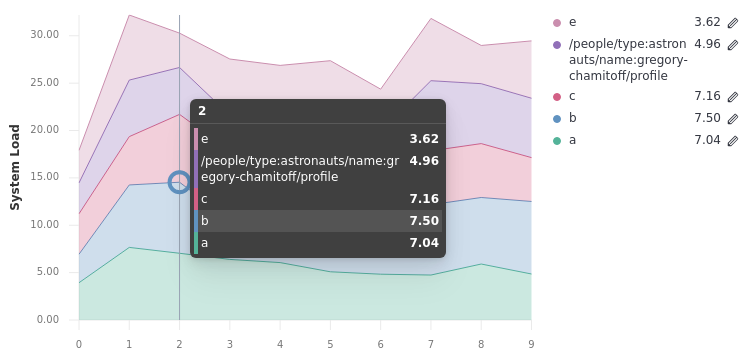 30.00
25.00
20.00
15.00
10.00
5.00
0.00
System Load
0
1
2
3
4
5
6
7
8
9
2
e 3.62
/people/type:astronauts/name:gr 4.96
egory-chamitoff/profile
c 7.16
b 7.50
a 7.04
e 3.62
/people/type:astron 4.96
auts/name:gregory-
chamitoff/profile
c 7.16
b 7.50
a 7.04